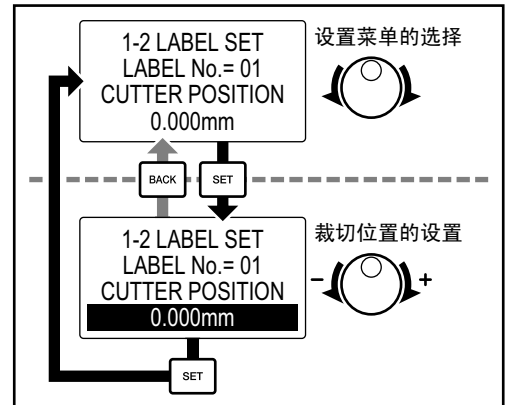 1-2 LABEL SET
LABEL No.= 01
CUTTER POSITION
0.000mm
设置菜单的选择
BACK
SET
1-2 LABEL SET
LABEL No.= 01
CUTTER POSITION
0.000mm
裁切位置的设置
- +
SET